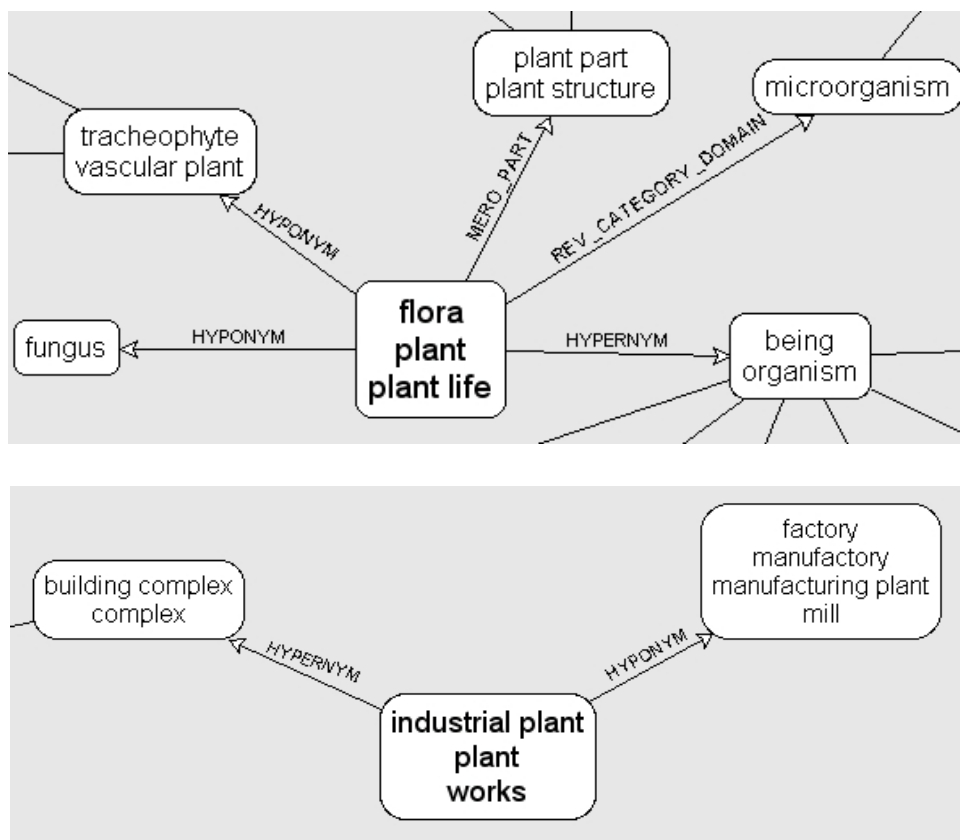 plant part
plant structure
microorganism
tracheophyte
vascular plant
MERO_PART
REV_CATEGORY_DOMAIN
HYPONYM
flora
plant
plant life
fungus
HYPONYM
HYPERNYM
being
organism
factory
manufactory
manufacturing plant
mill
building complex
complex
HYPERNYM
HYPONYM
industrial plant
plant
works